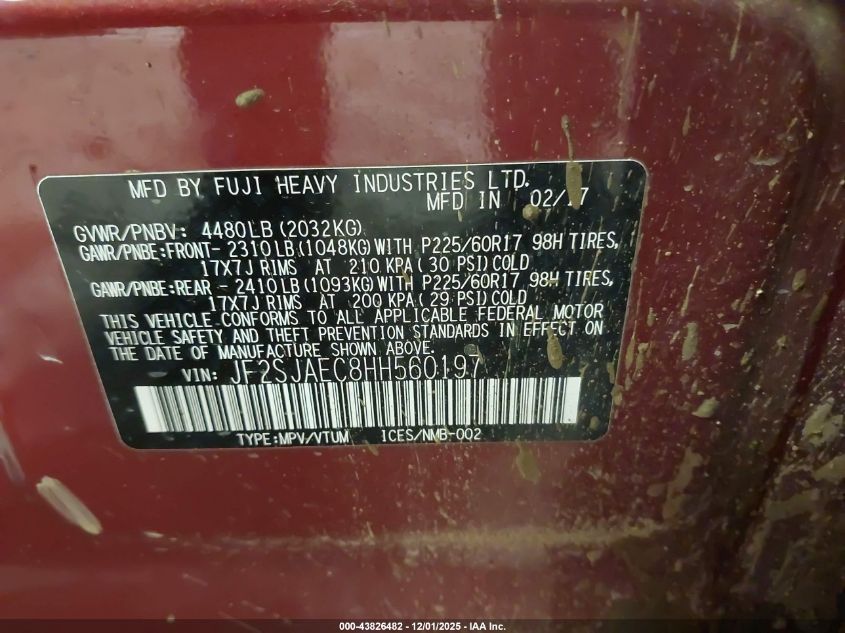 MFD BY FUJI HEAVY INDUSTRIES LTD.
MFD IN 02/17
GVWR/PNBV: 4480LB (2032KG)
GAWR/PNBE:FRONT- 2310LB (1048KG) WITH P225/60R17 98H TIRES,
17X7J RIMS AT 210 KPA (30 PSI) COLD
GAWR/PNBE:REAR - 2410LB (1093KG) WITH P225/60R17 98H TIRES,
17X7J RIMS AT 200 KPA (29 PSI) COLD
THIS VEHICLE CONFORMS TO ALL APPLICABLE FEDERAL MOTOR
VEHICLE SAFETY AND THEFT PREVENTION STANDARDS IN EFFECT ON
THE DATE OF MANUFACTURE SHOWN ABOVE.
VIN: JF2SJAEC8HH560197
TYPE:MPV/VTUM ICES/NMB-002
000-43826482 - 12/01/2025 - IAA Inc.